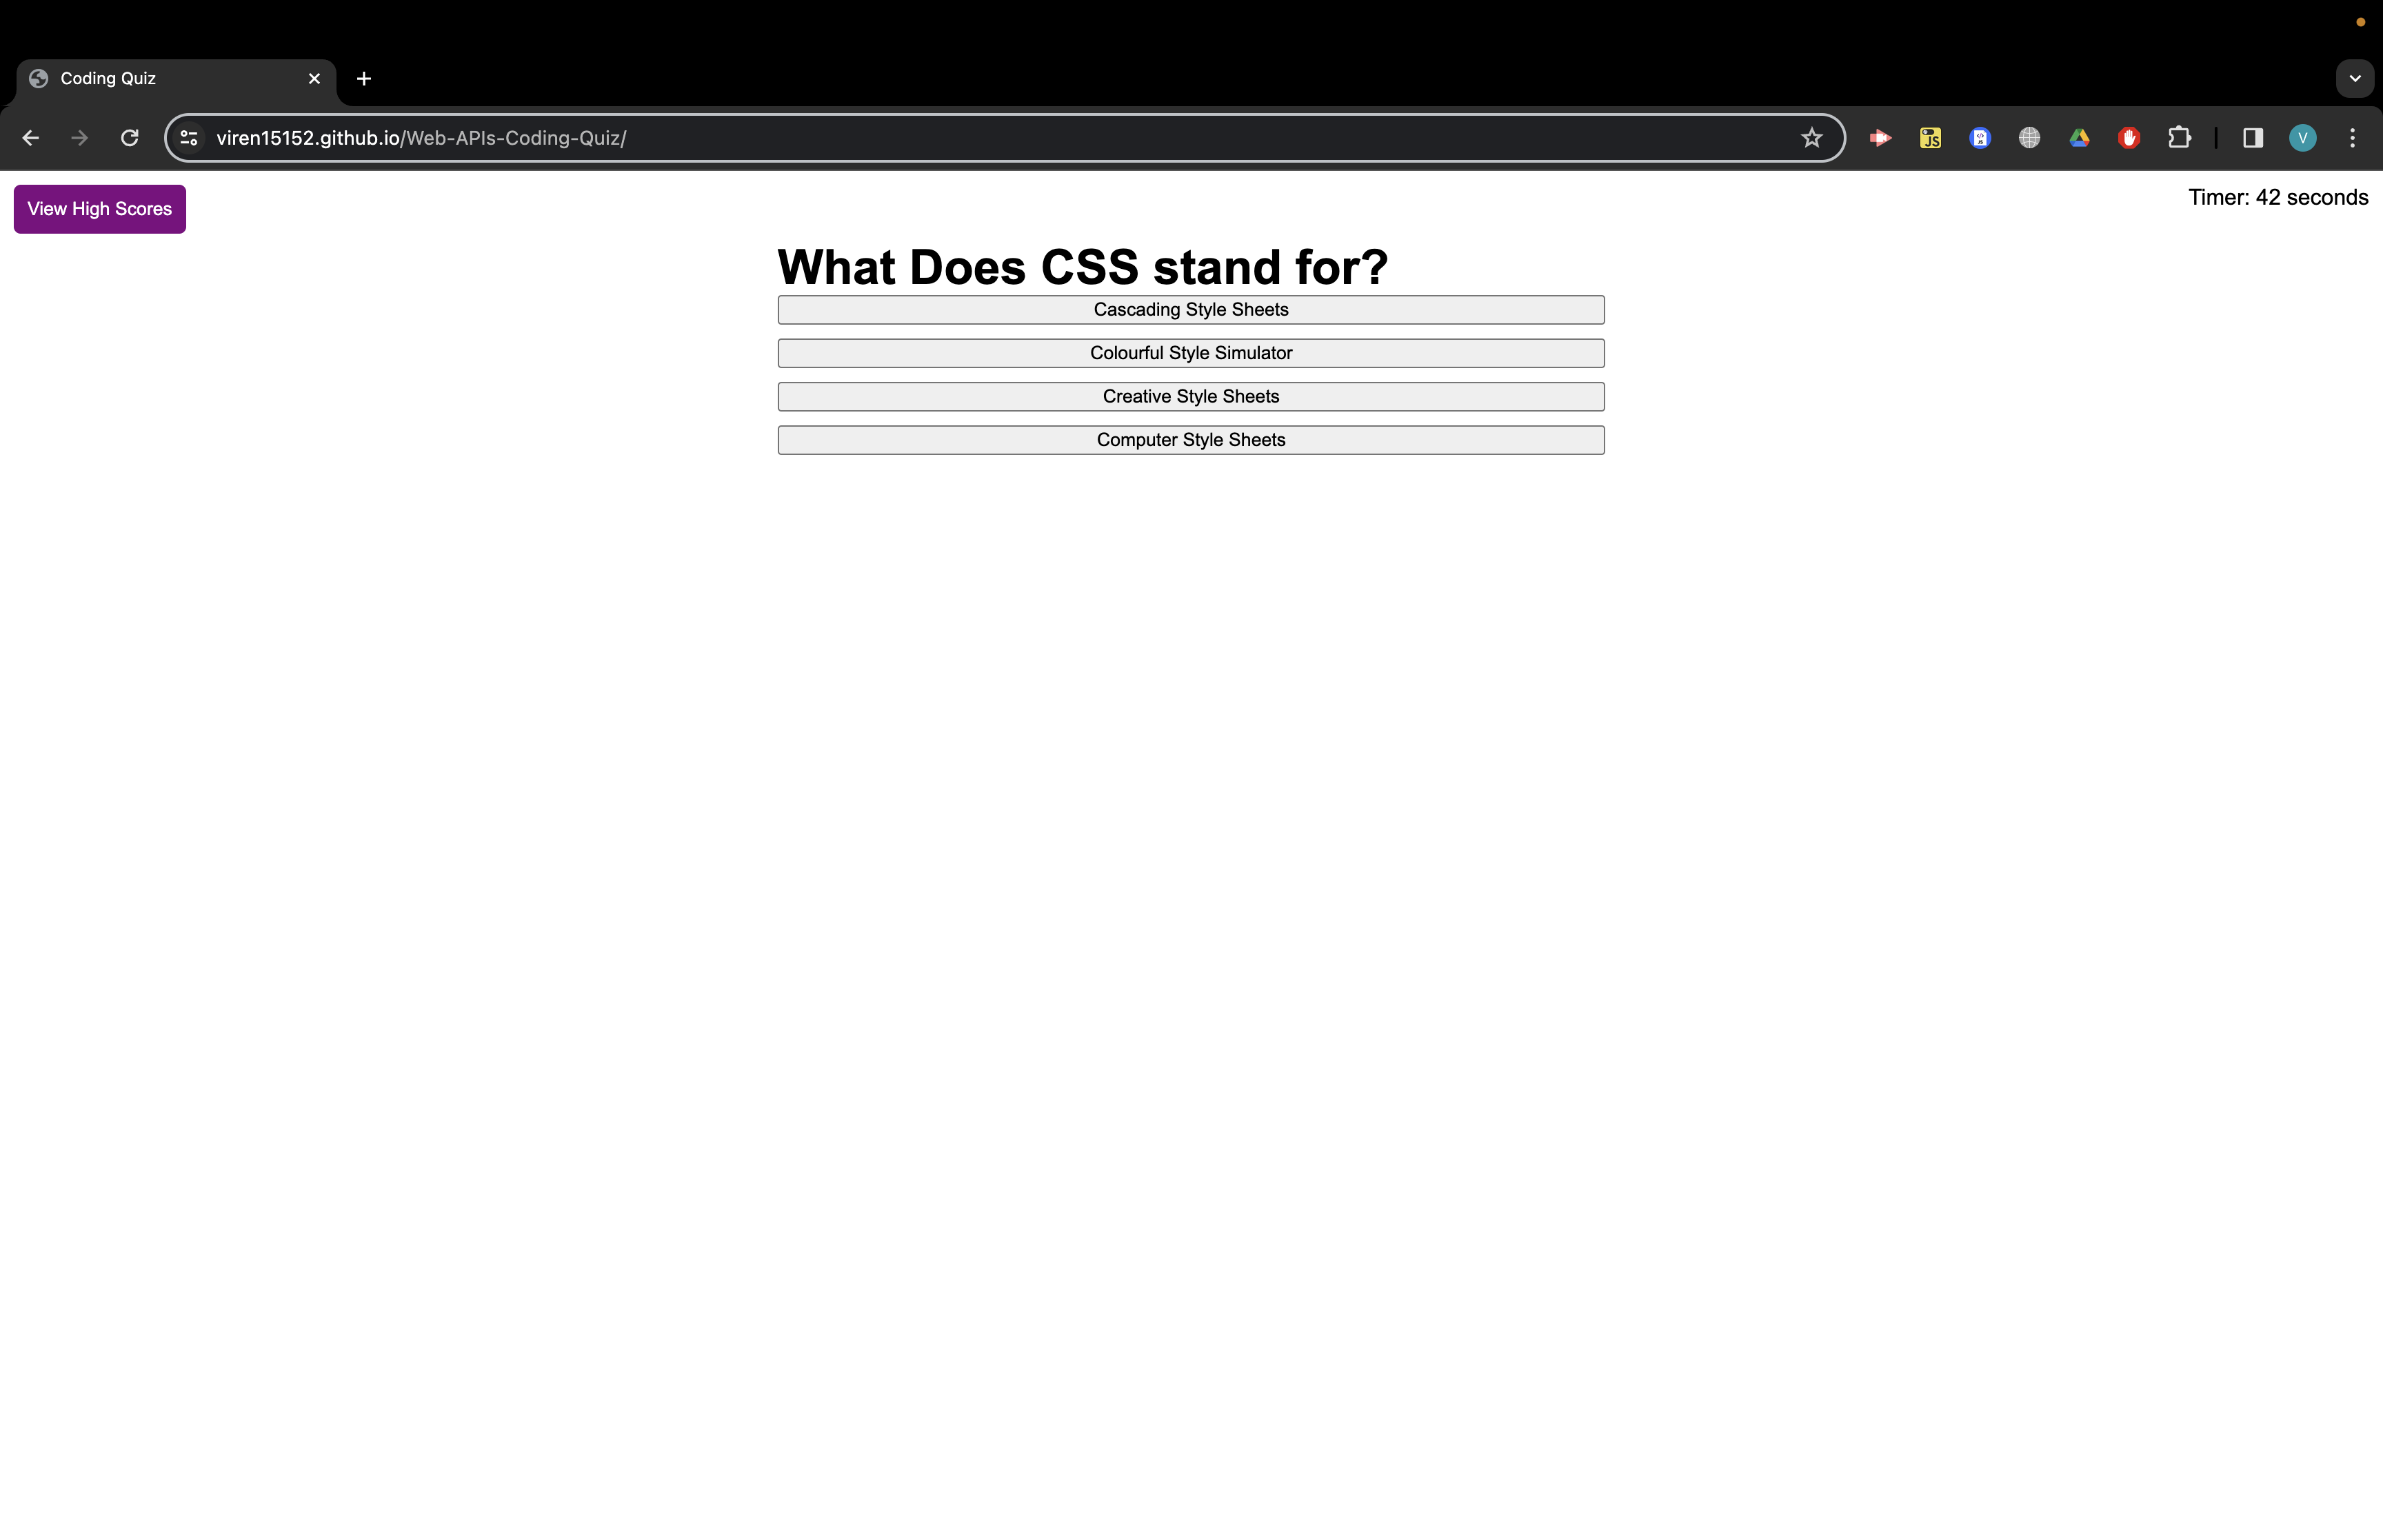 Coding Quiz
viren15152.github.io/Web-APIs-Coding-Quiz/
JS
V
View High Scores
Timer: 42 seconds
What Does CSS stand for?
Cascading Style Sheets
Colourful Style Simulator
Creative Style Sheets
Computer Style Sheets